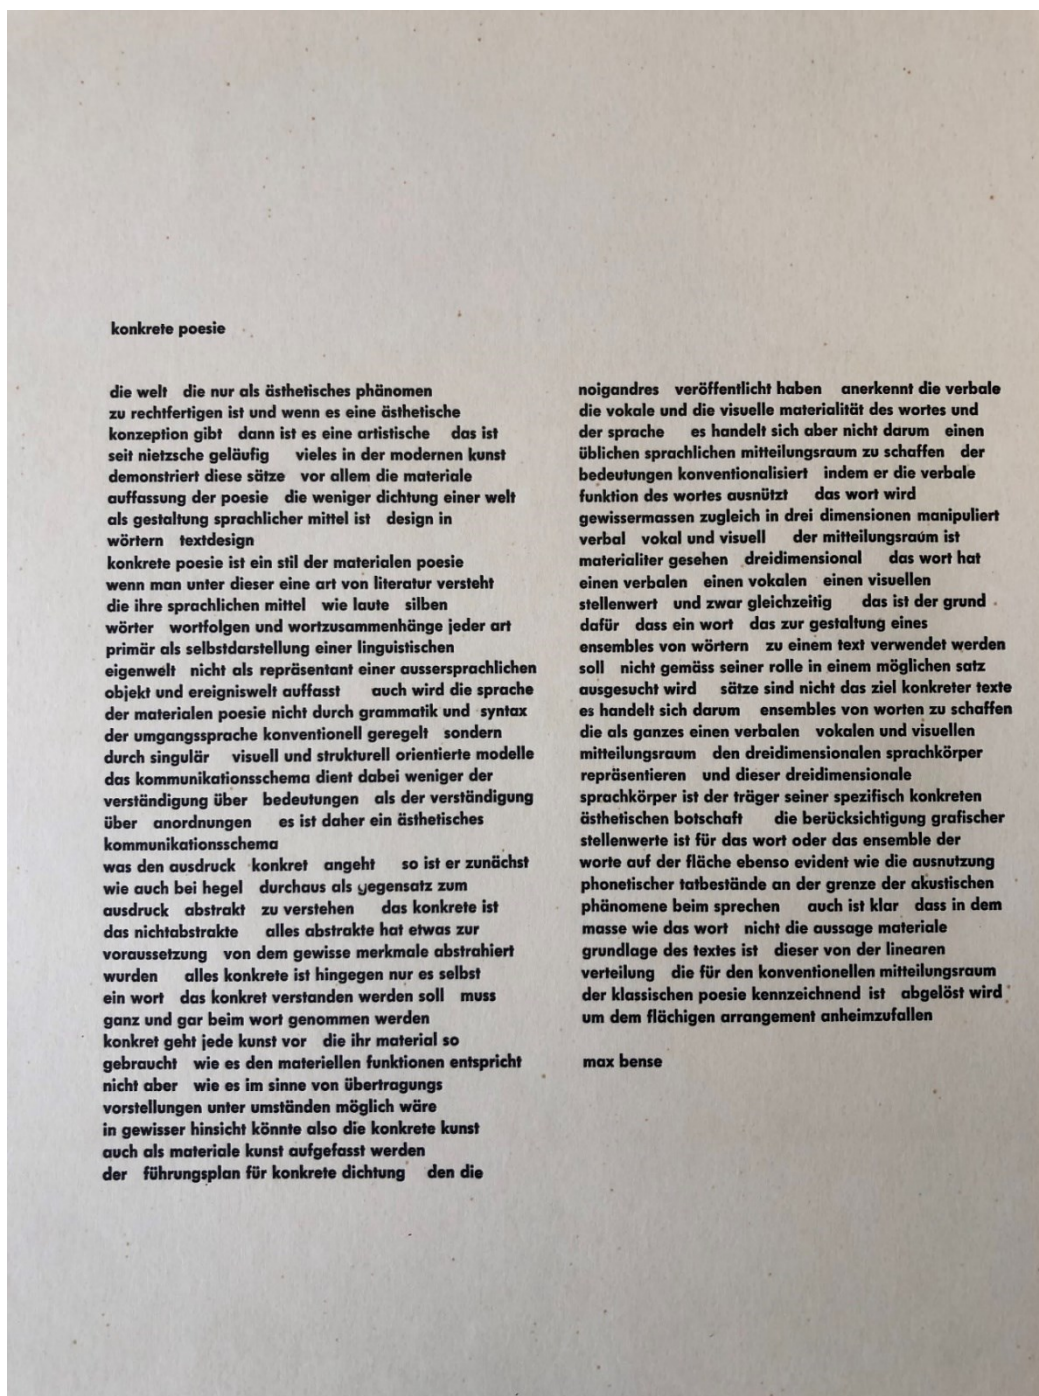 konkrete poesie
die welt   die nur als ästhetisches phänomen
zu rechtfertigen ist und wenn es eine ästhetische
konzeption gibt   dann ist es eine artistische    das ist
seit nietzsche geläufig    vieles in der modernen kunst
demonstriert diese sätze   vor allem die materiale
auffassung der poesie   die weniger dichtung einer welt
als gestaltung sprachlicher mittel ist   design in
wörtern   textdesign
konkrete poesie ist ein stil der materialen poesie
wenn man unter dieser eine art von literatur versteht
die ihre sprachlichen mittel   wie laute   silben
wörter   wortfolgen und wortzusammenhänge jeder art
primär als selbstdarstellung einer linguistischen
eigenwelt   nicht als repräsentant einer aussersprachlichen
objekt und ereigniswelt auffasst     auch wird die sprache
der materialen poesie nicht durch grammatik und  syntax
der umgangssprache konventionell geregelt   sondern
durch singulär    visuell und strukturell orientierte modelle
das kommunikationsschema dient dabei weniger der
verständigung über   bedeutungen   als der verständigung
über   anordnungen     es ist daher ein ästhetisches
kommunikationsschema
was den ausdruck   konkret   angeht     so ist er zunächst
wie auch bei hegel   durchaus als gegensatz zum
ausdruck   abstrakt   zu verstehen     das konkrete ist
das nichtabstrakte     alles abstrakte hat etwas zur
voraussetzung   von dem gewisse merkmale abstrahiert
wurden     alles konkrete ist hingegen nur es selbst
ein wort   das konkret verstanden werden soll   muss
ganz und gar beim wort genommen werden
konkret geht jede kunst vor   die ihr material so
gebraucht   wie es den materiellen funktionen entspricht
nicht aber   wie es im sinne von übertragungs
vorstellungen unter umständen möglich wäre
in gewisser hinsicht könnte also die konkrete kunst
auch als materiale kunst aufgefasst werden
der   führungsplan für konkrete dichtung    den die
noigandres   veröffentlicht haben    anerkennt die verbale
die vokale und die visuelle materialität des wortes und
der sprache     es handelt sich aber nicht darum   einen
üblichen sprachlichen mitteilungsraum zu schaffen   der
bedeutungen konventionalisiert   indem er die verbale
funktion des wortes ausnützt     das wort wird
gewissermassen zugleich in drei dimensionen manipuliert
verbal   vokal und visuell     der mitteilungsraum ist
materialiter gesehen   dreidimensional     das wort hat
einen verbalen   einen vokalen   einen visuellen
stellenwert   und zwar gleichzeitig     das ist der grund
dafür   dass ein wort   das zur gestaltung eines
ensembles von wörtern   zu einem text verwendet werden
soll   nicht gemäss seiner rolle in einem möglichen satz
ausgesucht wird    sätze sind nicht das ziel konkreter texte
es handelt sich darum    ensembles von worten zu schaffen
die als ganzes einen verbalen   vokalen und visuellen
mitteilungsraum   den dreidimensionalen sprachkörper
repräsentieren   und dieser dreidimensionale
sprachkörper ist der träger seiner spezifisch konkreten
ästhetischen botschaft      die berücksichtigung grafischer
stellenwerte ist für das wort oder das ensemble der
worte auf der fläche ebenso evident wie die ausnutzung
phonetischer tatbestände an der grenze der akustischen
phänomene beim sprechen     auch ist klar   dass in dem
masse wie das wort   nicht die aussage materiale
grundlage des textes ist   dieser von der linearen
verteilung   die für den konventionellen mitteilungsraum
der klassischen poesie kennzeichnend ist   abgelöst wird
um dem flächigen arrangement anheimzufallen
max bense